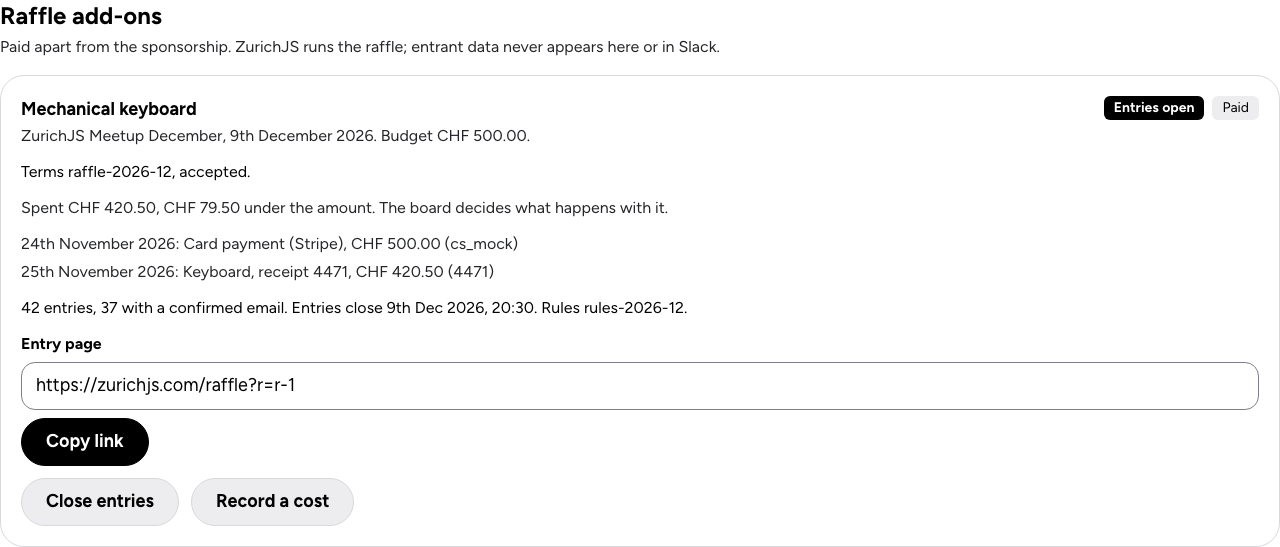 Raffle add-ons
Paid apart from the sponsorship. ZurichJS runs the raffle; entrant data never appears here or in Slack.
Mechanical keyboard
Entries open
Paid
ZurichJS Meetup December, 9th December 2026. Budget CHF 500.00.
Terms raffle-2026-12, accepted.
Spent CHF 420.50, CHF 79.50 under the amount. The board decides what happens with it.
24th November 2026: Card payment (Stripe), CHF 500.00 (cs_mock)
25th November 2026: Keyboard, receipt 4471, CHF 420.50 (4471)
42 entries, 37 with a confirmed email. Entries close 9th Dec 2026, 20:30. Rules rules-2026-12.
Entry page
https://zurichjs.com/raffle?r=r-1
Copy link
Close entries
Record a cost